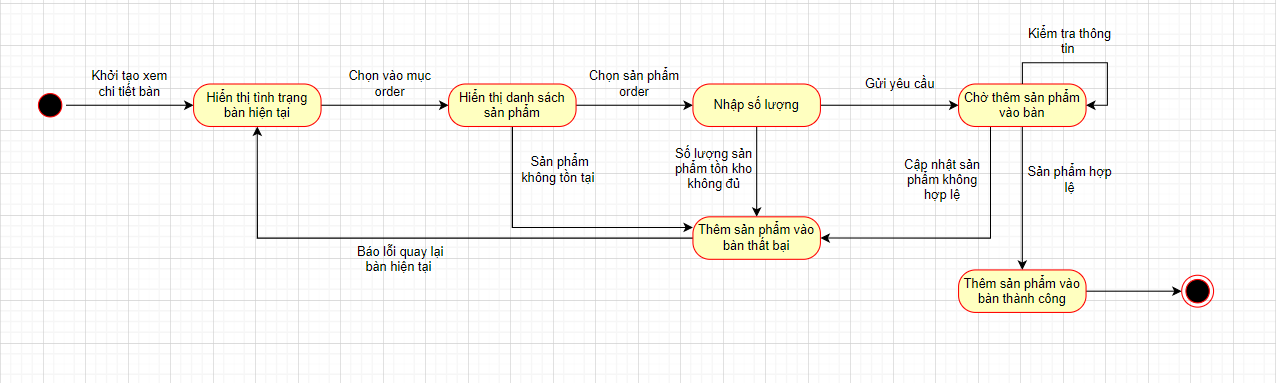 Kiểm tra thông
tin
Khởi tạo xem
chi tiết bàn
Chọn vào mục
order
Chọn sản phẩm
order
Gửi yêu cầu
Hiển thị tình trạng
bàn hiện tại
Hiển thị danh sách
sản phẩm
Nhập số lượng
Chờ thêm sản phẩm
vào bàn
Sản phẩm
không tồn tại
Số lượng sản
phẩm tồn kho
không đủ
Cập nhật sản
phẩm không
hợp lệ
Sản phẩm hợp
lệ
Thêm sản phẩm vào
bàn thất bại
Báo lỗi quay lại
bàn hiện tại
Thêm sản phẩm vào
bàn thành công